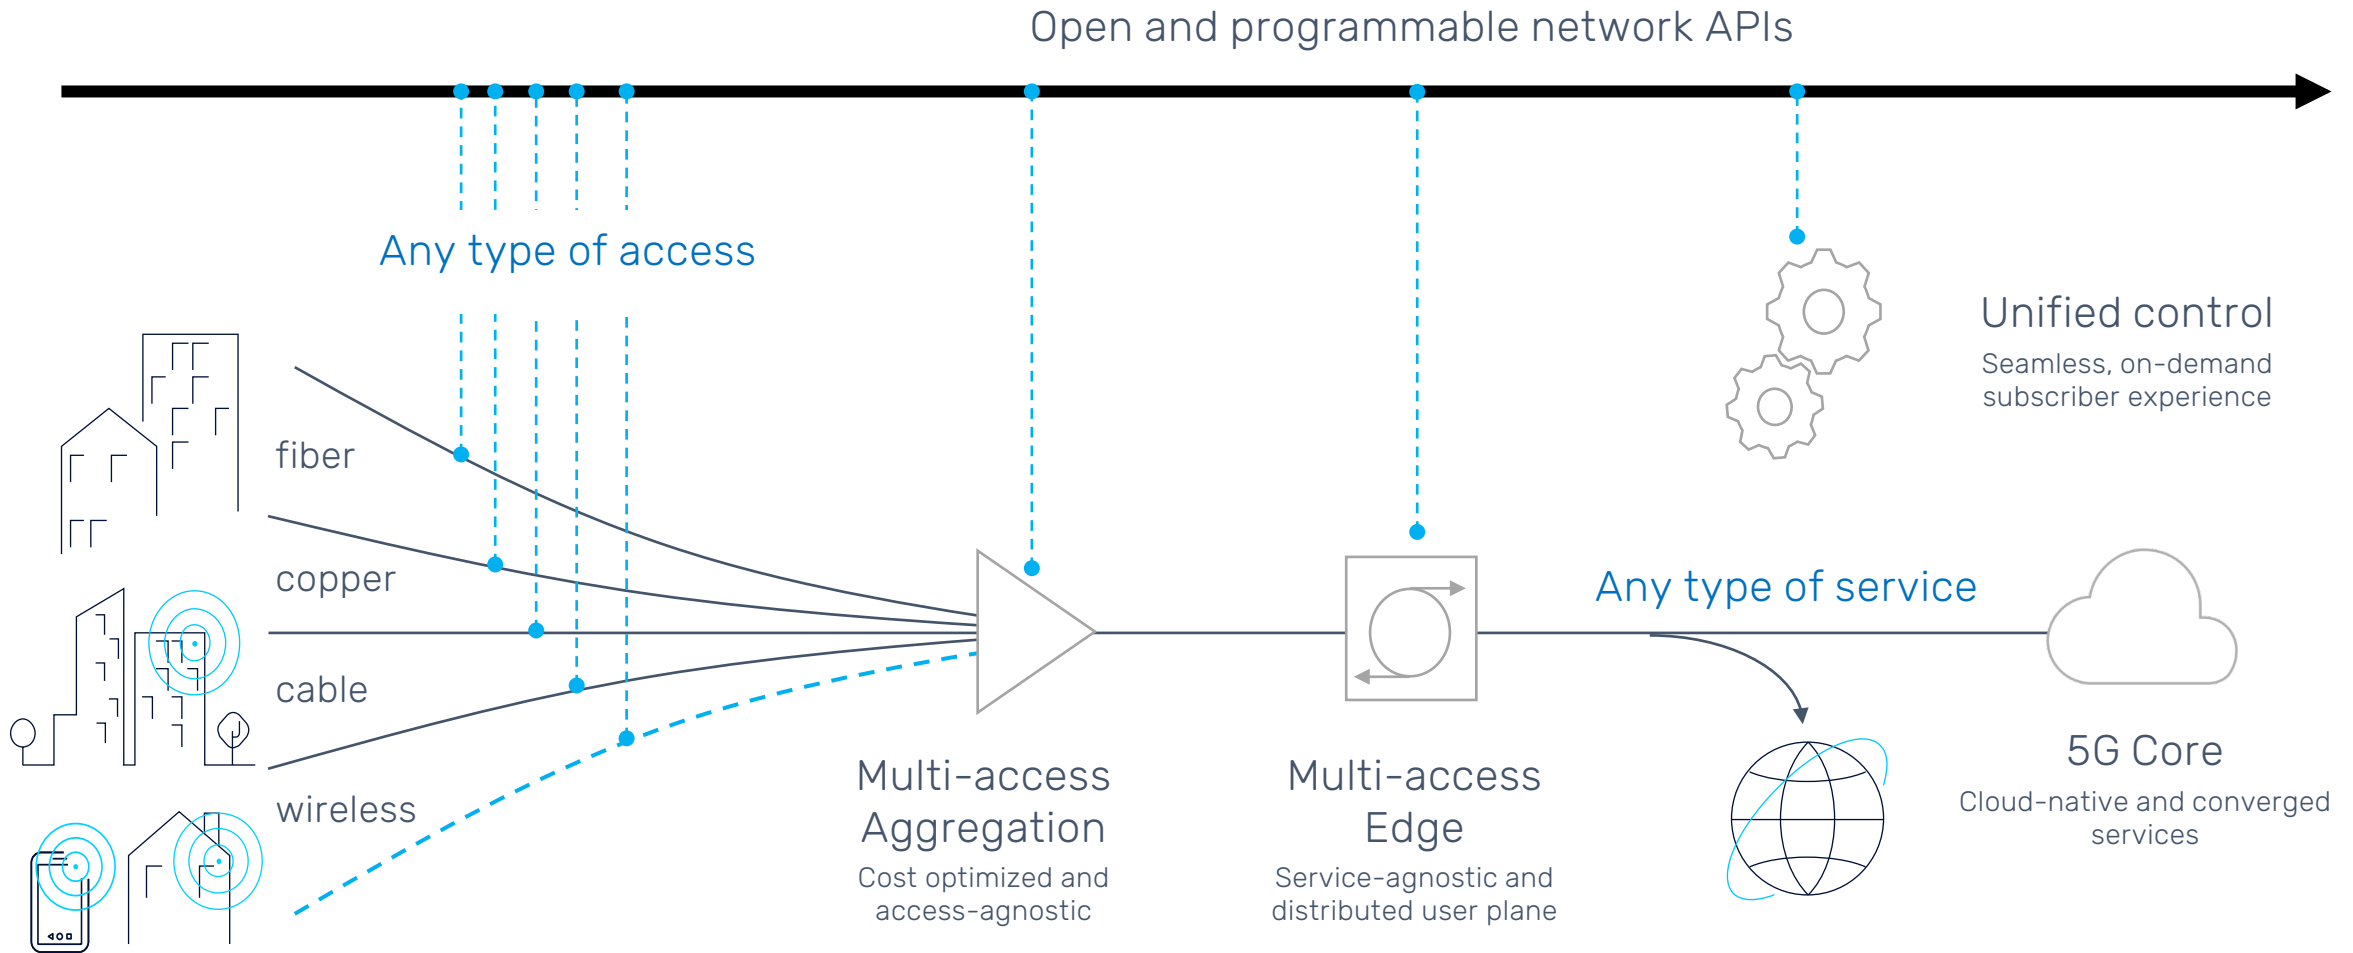 Open and programmable network APIs
Any type of access
Unified control
Seamless, on-demand
subscriber experience
fiber
copper
cable
wireless
Any type of service
Multi-access
Aggregation
Cost optimized and
access-agnostic
Multi-access
Edge
Service-agnostic and
distributed user plane
5G Core
Cloud-native and converged
services